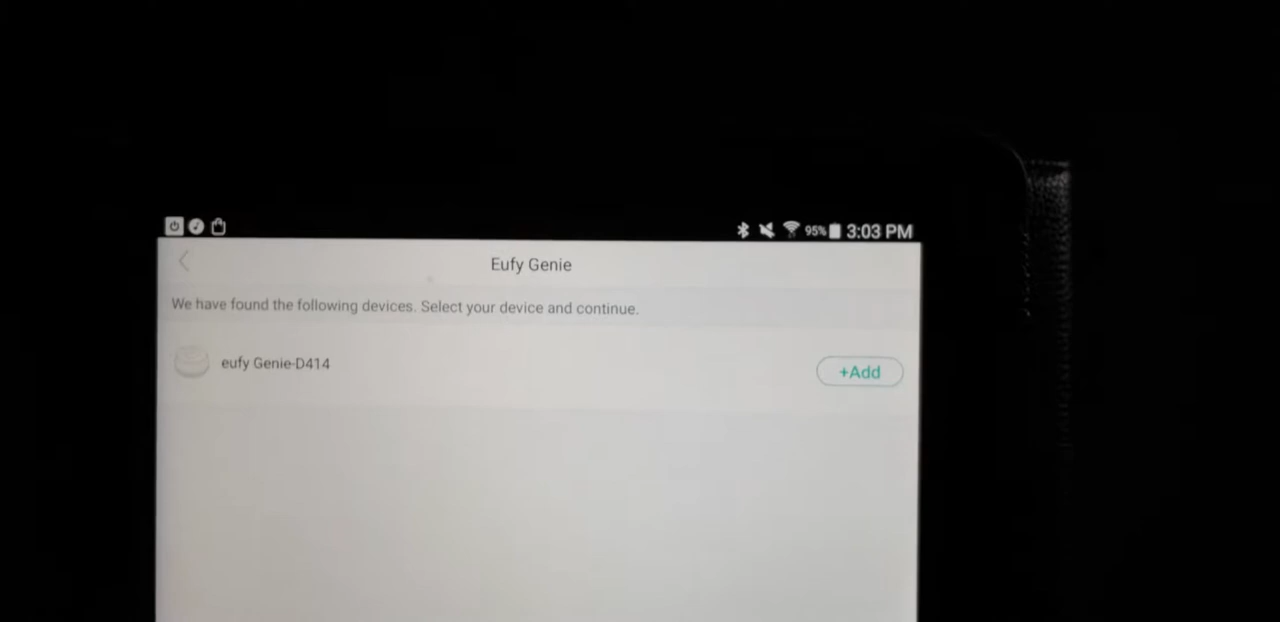 95% 3:03 PM
Eufy Genie
We have found the following devices. Select your device and continue.
eufy Genie-D414
+Add